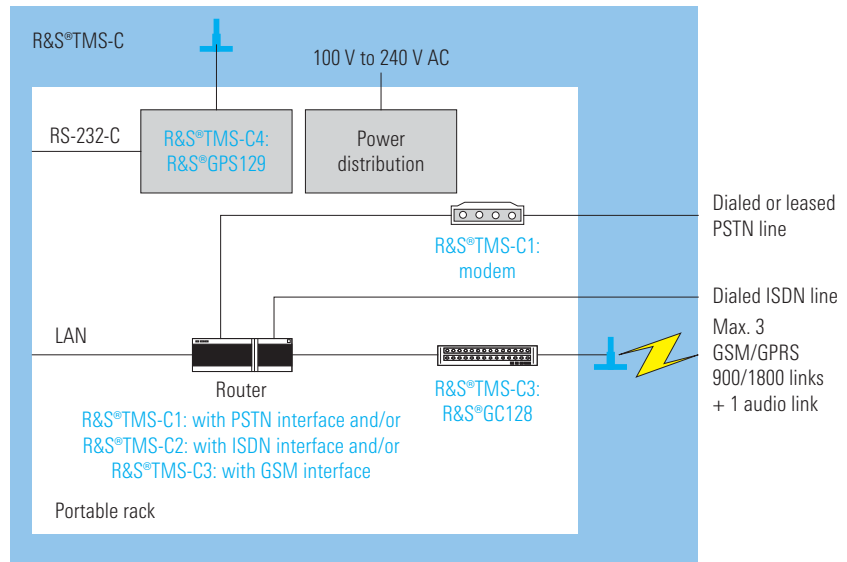 R&S®TMS-C
100 V to 240 V AC
RS-232-C
R&S®TMS-C4:
R&S®GPS129
Power
distribution
Dialed or leased
PSTN line
R&S®TMS-C1:
modem
Dialed ISDN line
LAN
Max. 3
GSM/GPRS
900/1800 links
+ 1 audio link
Router
R&S®TMS-C3:
R&S®GC128
R&S®TMS-C1: with PSTN interface and/or
R&S®TMS-C2: with ISDN interface and/or
R&S®TMS-C3: with GSM interface
Portable rack